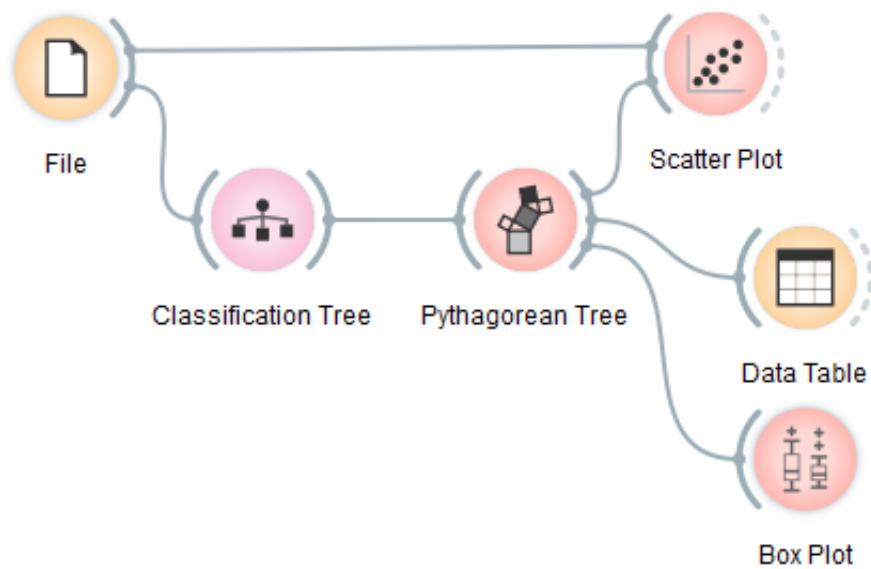 File
Scatter Plot
Classification Tree
Pythagorean Tree
Data Table
Box Plot